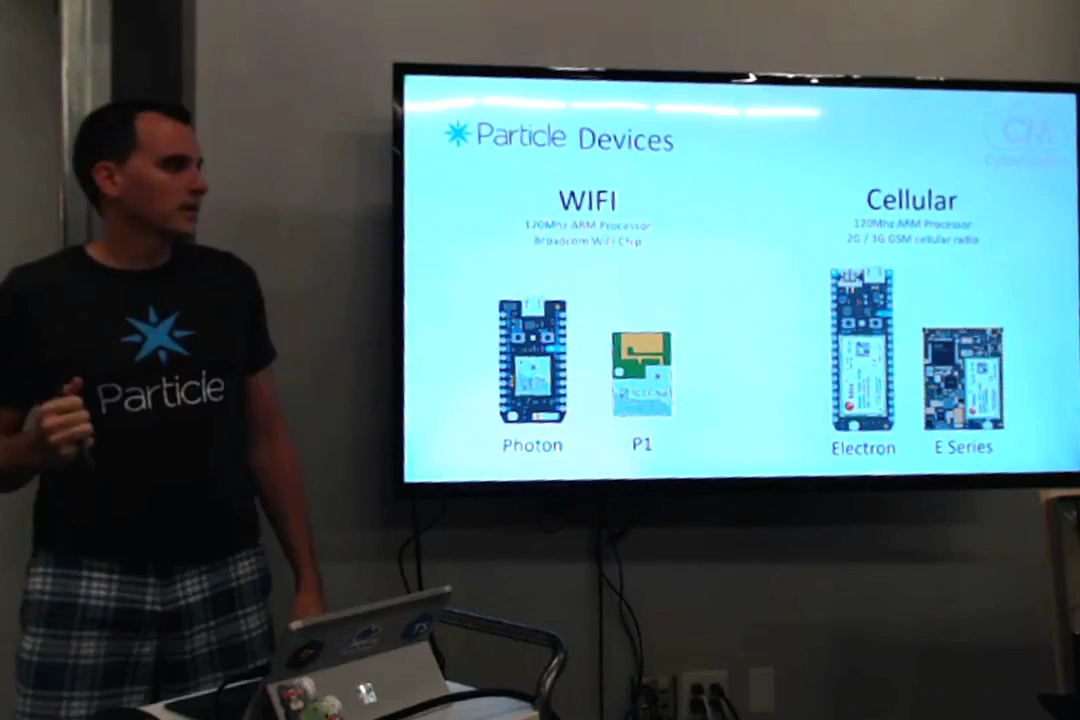 Particle Devices
CM
WIFI
120Mhz ARM Processor
Broadcom WiFi Chip
Cellular
120Mhz ARM Processor
2G / 3G GSM cellular radio
Photon
P1
Electron
E Series
Particle